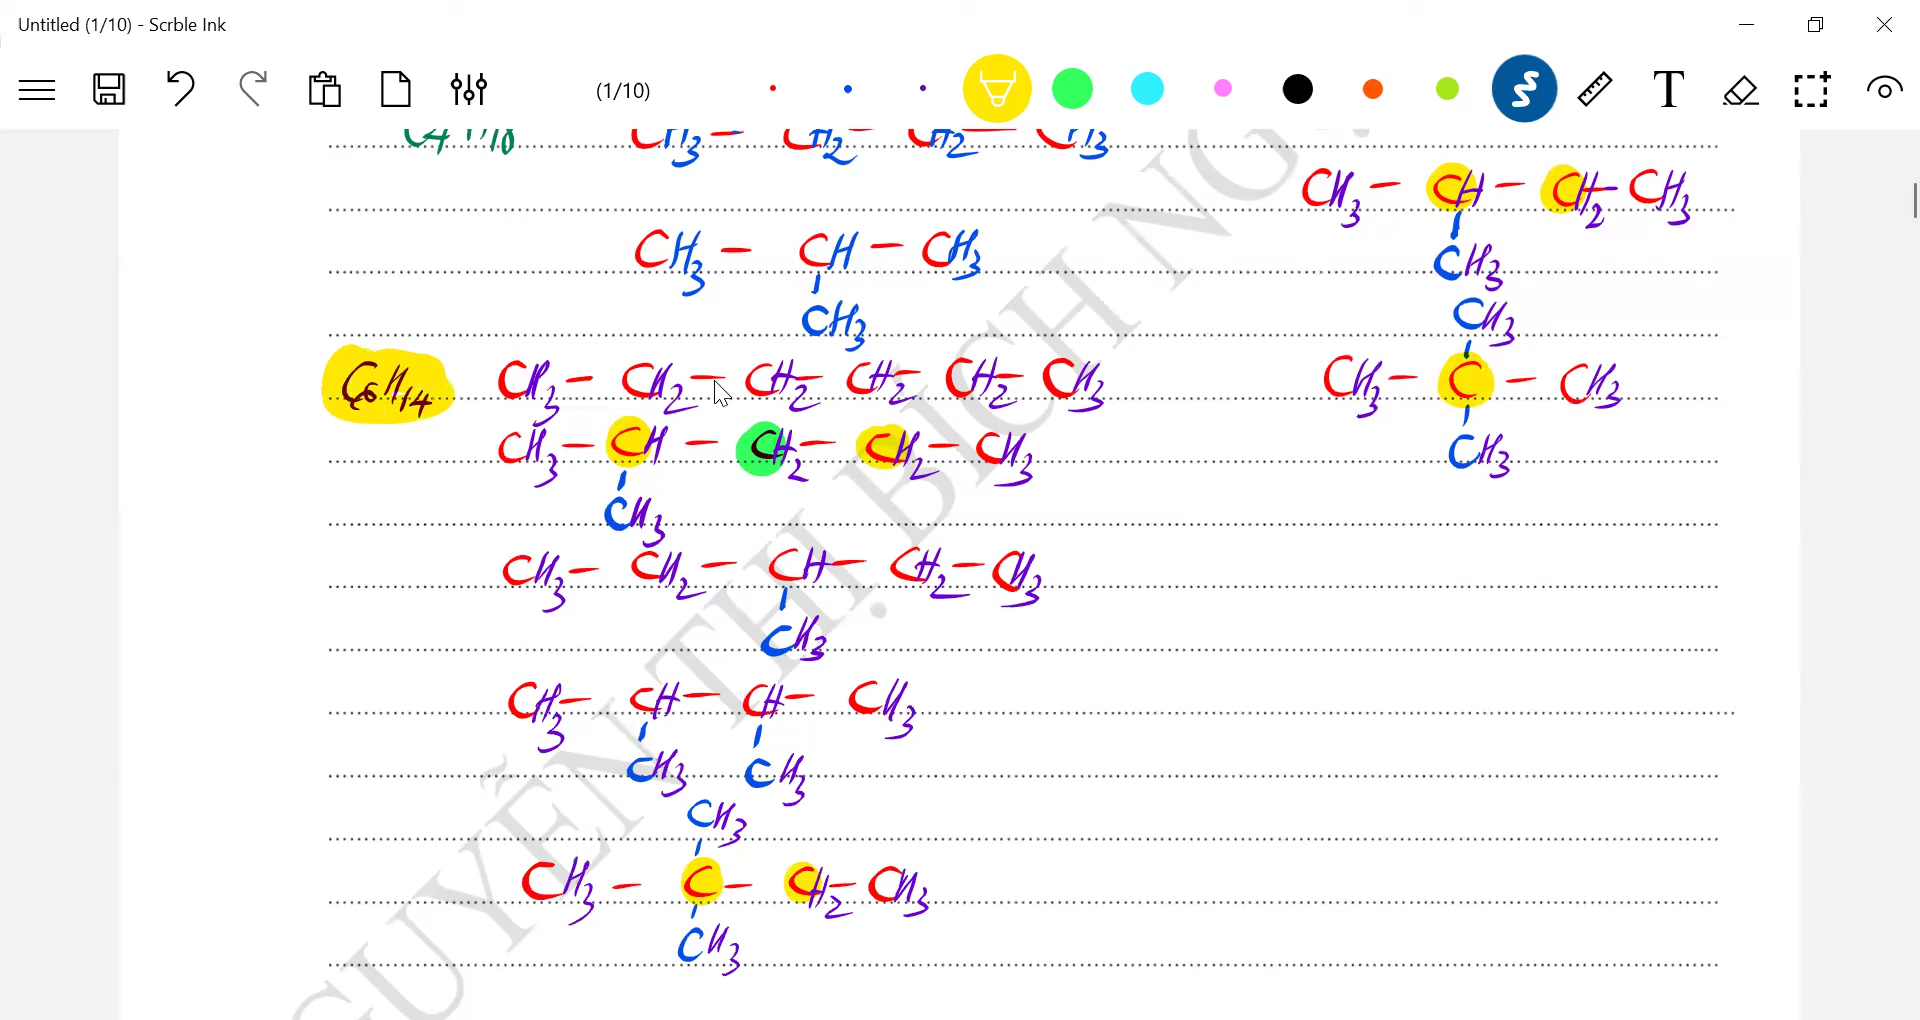 Untitled (1/10) - Scrble Ink
(1/10)
T
C4H10 CH3 - CH2 - CH2 - CH3
CH3 - CH - CH2 - CH3
CH3
CH3 - CH - CH3
CH3
CH3
CH3 - C - CH3
CH3
C6H14 CH3 - CH2 - CH2 - CH2 - CH2 - CH3
CH3 - CH - CH2 - CH2 - CH3
CH3
CH3 - CH2 - CH - CH2 - CH3
CH3
CH3 - CH - CH - CH3
CH3 CH3
CH3
CH3 - C - CH2 - CH3
CH3
GUYỄN THỊ BÍCH NG